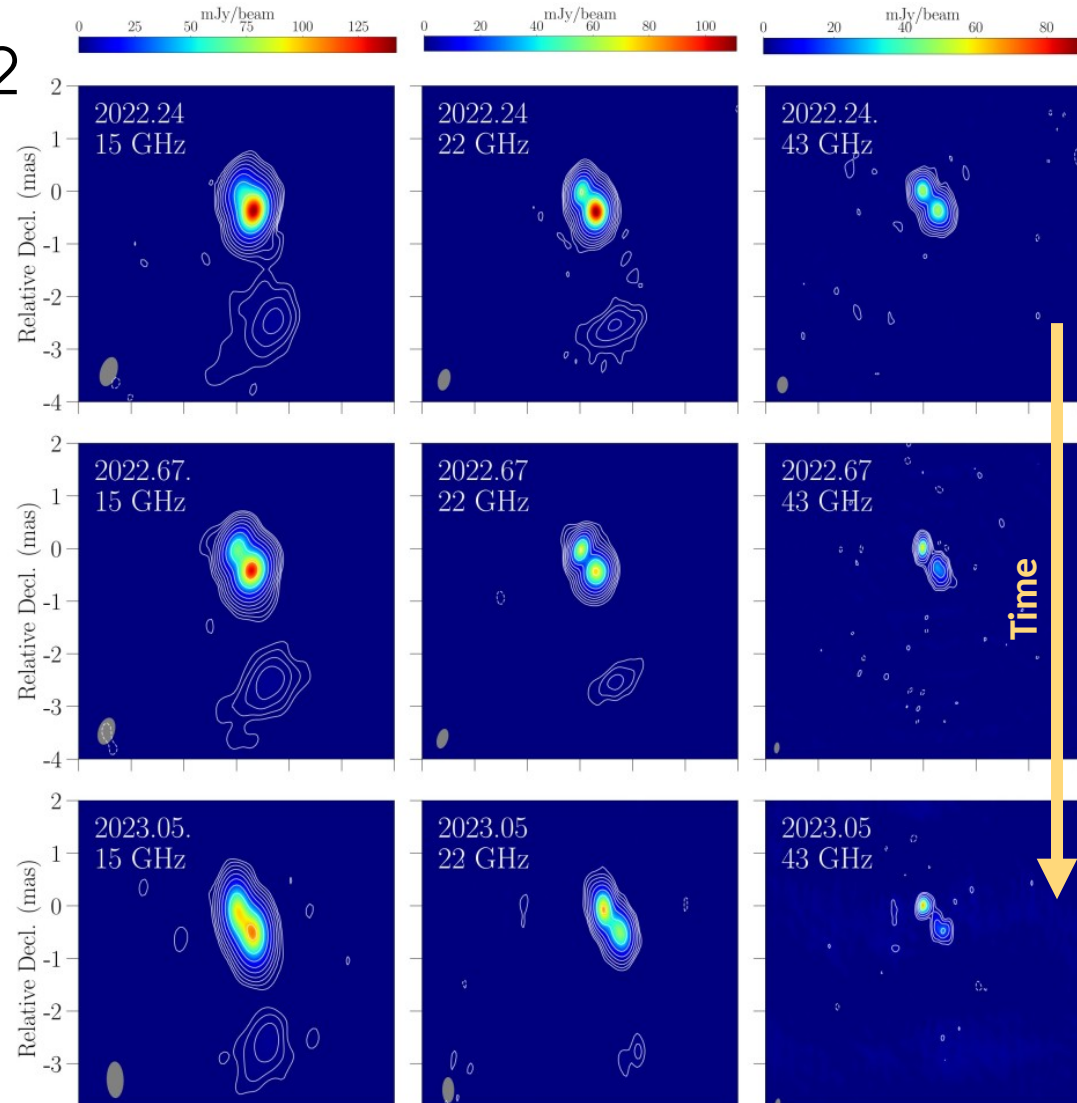 2
mJy/beam
0 25 50 75 100 125
mJy/beam
0 20 40 60 80 100
mJy/beam
0 20 40 60 80
2022.24
15 GHz
2022.24
22 GHz
2022.24.
43 GHz
Relative Decl. (mas)
2
1
0
-1
-2
-3
-4
2022.67.
15 GHz
2022.67
22 GHz
2022.67
43 GHz
Relative Decl. (mas)
2
1
0
-1
-2
-3
-4
Time
2023.05.
15 GHz
2023.05
22 GHz
2023.05
43 GHz
Relative Decl. (mas)
2
1
0
-1
-2
-3